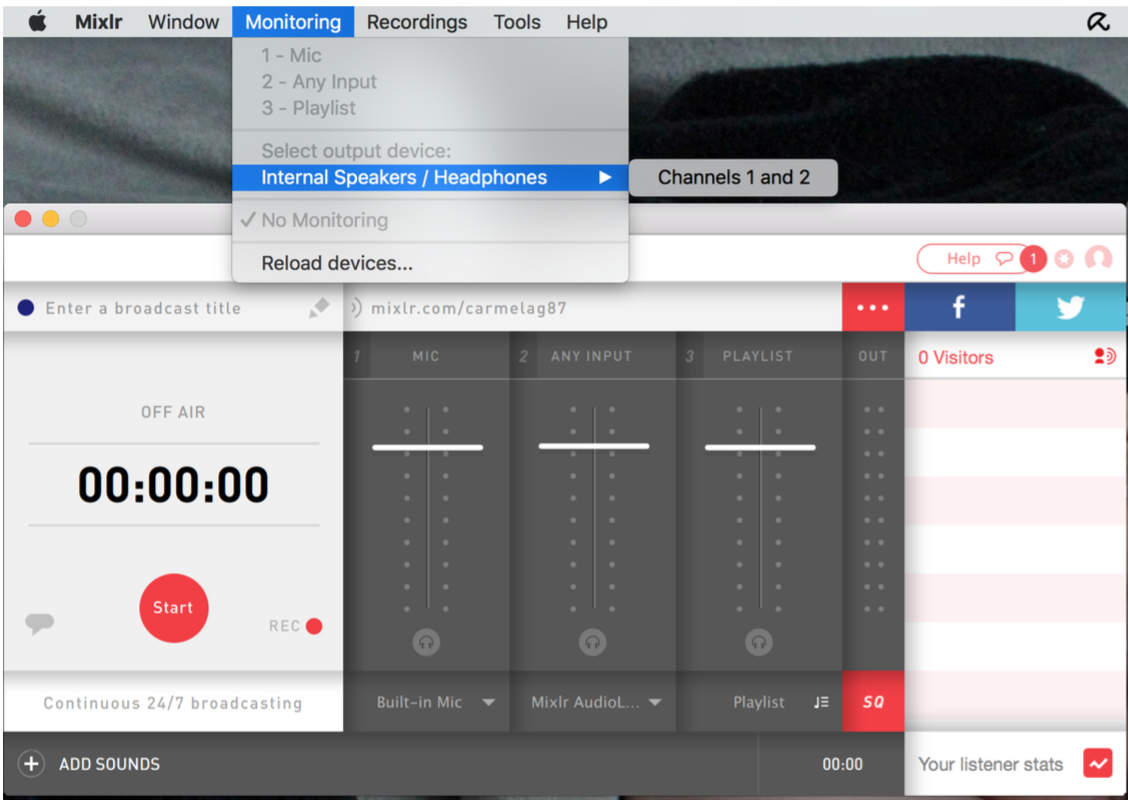 Mixlr Window Monitoring Recordings Tools Help
1 - Mic
2 - Any Input
3 - Playlist
Select output device:
Internal Speakers / Headphones
Channels 1 and 2
No Monitoring
Reload devices...
Help 1
Enter a broadcast title
mixlr.com/carmelag87
f
1 MIC
2 ANY INPUT
3 PLAYLIST
OUT
0 Visitors
OFF AIR
00:00:00
Start
REC
Continuous 24/7 broadcasting
Built-in Mic
Mixlr AudioL...
Playlist
SQ
ADD SOUNDS
00:00
Your listener stats